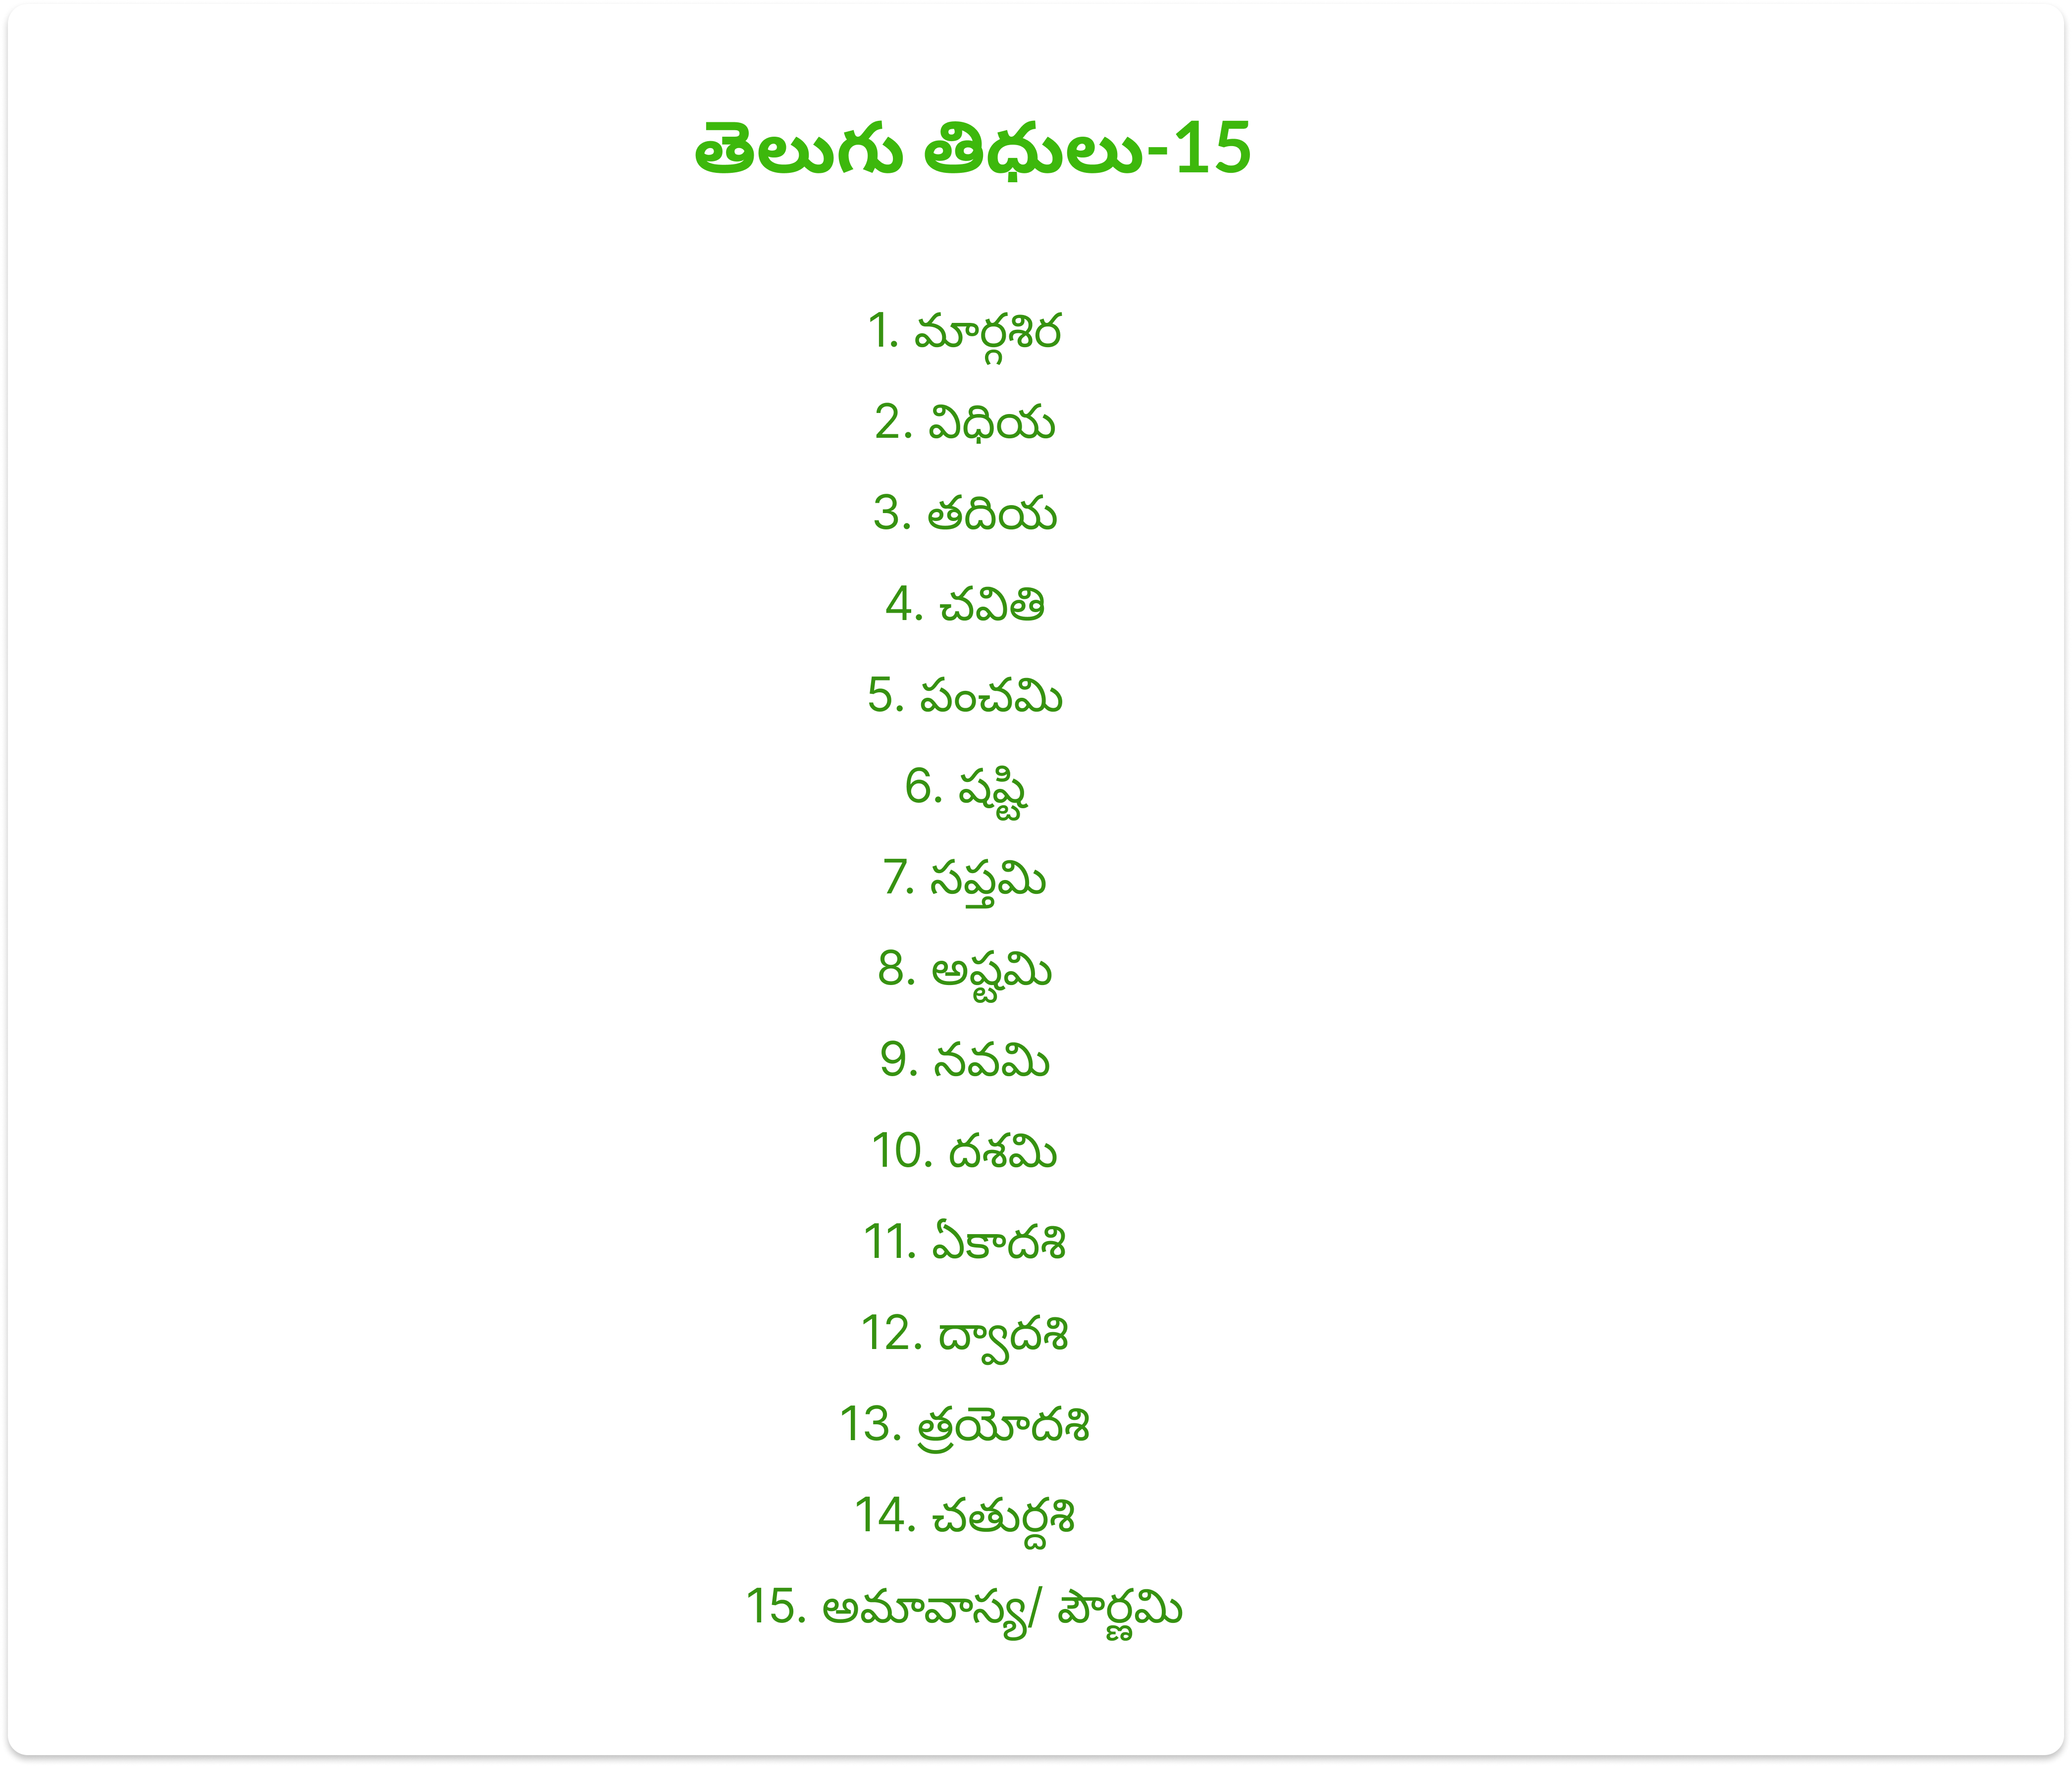 తెలుగు తిధులు-15
1. మార్గశిర
2. విధియ
3. తదియ
4. చవితి
5. పంచమి
6. షష్టి
7. సప్తమి
8. అష్టమి
9. నవమి
10. దశమి
11. ఏకాదశి
12. ద్వాదశి
13. త్రయోదశి
14. చతుర్దశి
15. అమావాస్య/ పౌర్ణమి